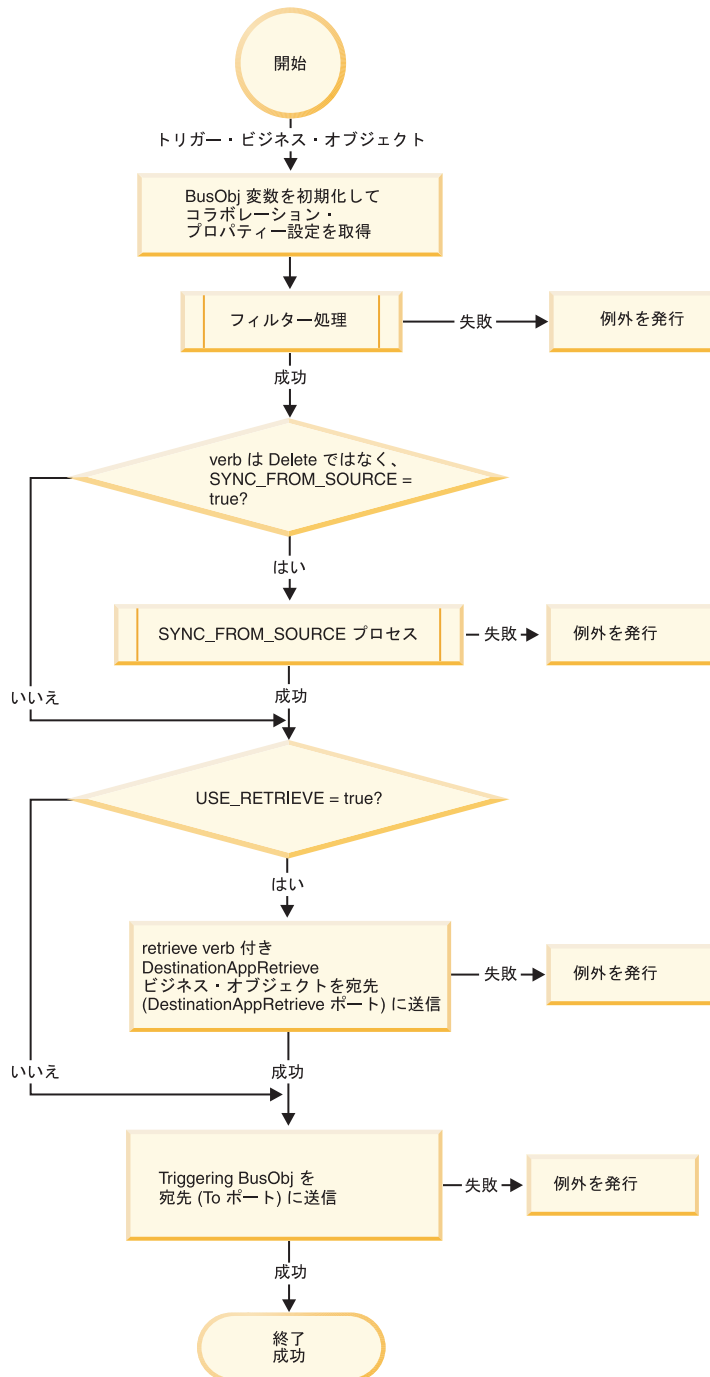 開始
トリガー・ビジネス・オブジェクト
BusObj 変数を初期化して
コラボレーション・
プロパティー設定を取得
フィルター処理
失敗
例外を発行
成功
verb は Delete ではなく、
SYNC_FROM_SOURCE =
true?
はい
SYNC_FROM_SOURCE プロセス
失敗
例外を発行
いいえ
成功
USE_RETRIEVE = true?
はい
retrieve verb 付き
DestinationAppRetrieve
ビジネス・オブジェクトを宛先
(DestinationAppRetrieve ポート) に送信
失敗
例外を発行
いいえ
成功
Triggering BusObj を
宛先 (To ポート) に送信
失敗
例外を発行
成功
終了
成功